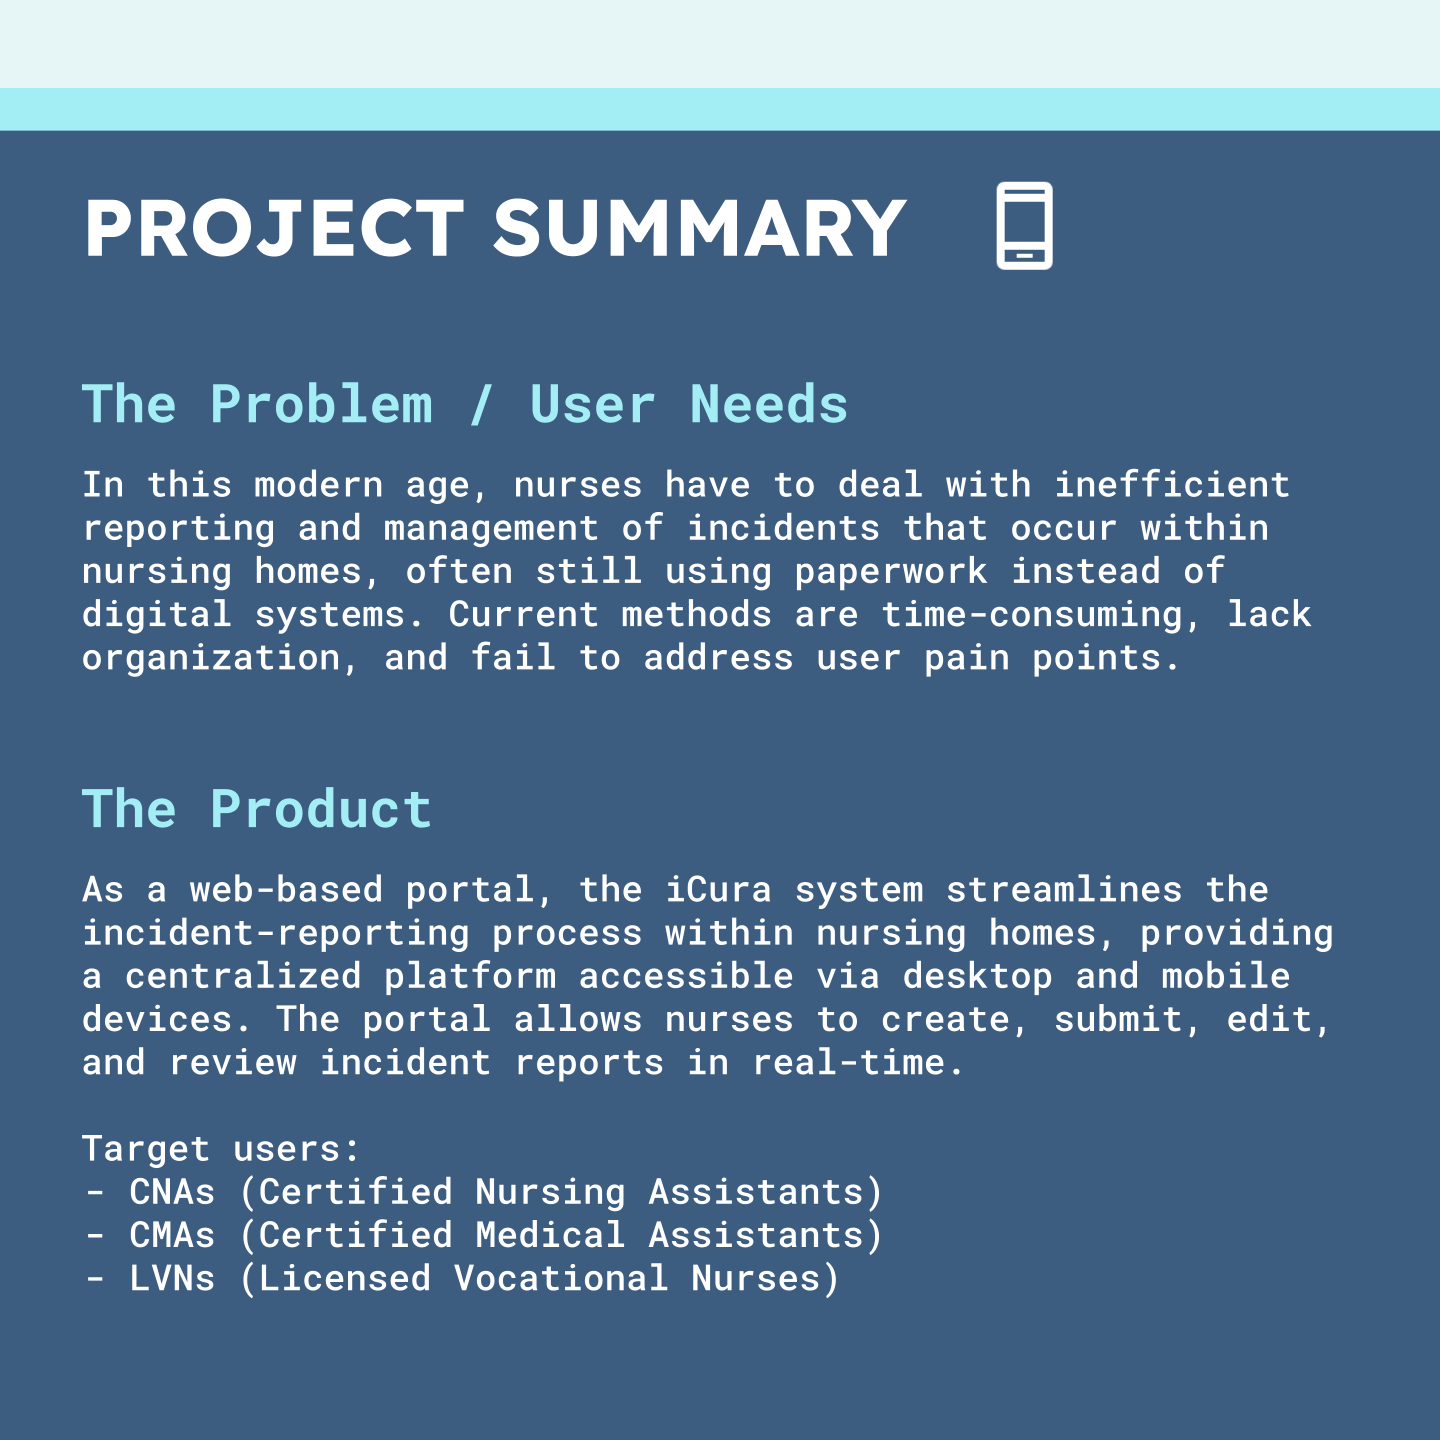 PROJECT SUMMARY
The Problem / User Needs
In this modern age, nurses have to deal with inefficient
reporting and management of incidents that occur within
nursing homes, often still using paperwork instead of
digital systems. Current methods are time-consuming, lack
organization, and fail to address user pain points.
The Product
As a web-based portal, the iCura system streamlines the
incident-reporting process within nursing homes, providing
a centralized platform accessible via desktop and mobile
devices. The portal allows nurses to create, submit, edit,
and review incident reports in real-time.
Target users:
- CNAs (Certified Nursing Assistants)
- CMAs (Certified Medical Assistants)
- LVNs (Licensed Vocational Nurses)